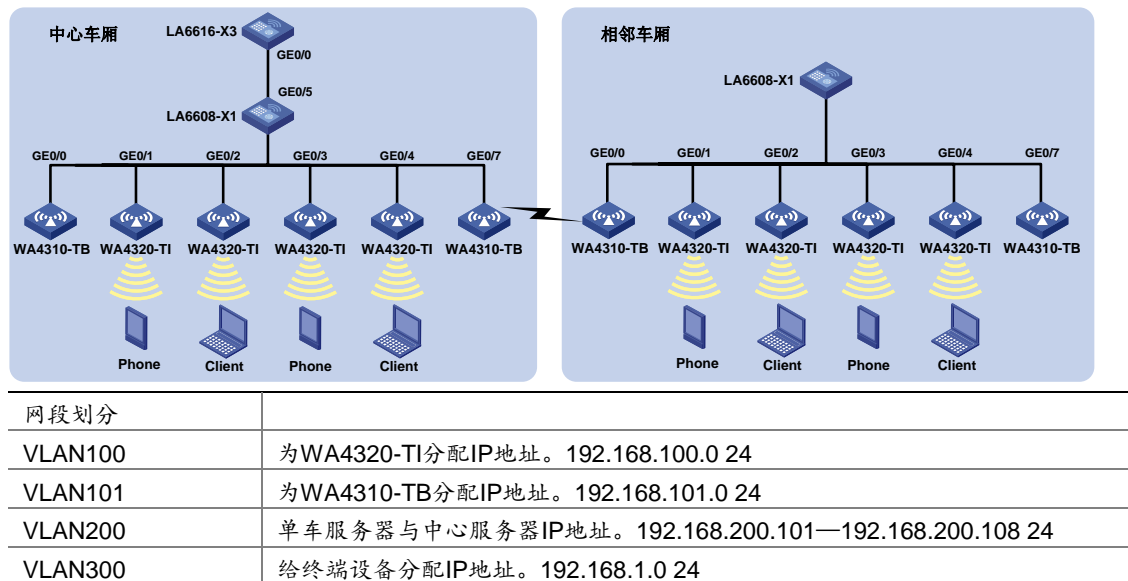 中心车厢
LA6616-X3
GE0/0
GE0/5
LA6608-X1
GE0/0 GE0/1 GE0/2 GE0/3 GE0/4 GE0/7
WA4310-TB WA4320-TI WA4320-TI WA4320-TI WA4320-TI WA4310-TB
Phone Client Phone Client
相邻车厢
LA6608-X1
GE0/0 GE0/1 GE0/2 GE0/3 GE0/4 GE0/7
WA4310-TB WA4320-TI WA4320-TI WA4320-TI WA4320-TI WA4310-TB
Phone Client Phone Client
网段划分
VLAN100 为WA4320-TI分配IP地址。192.168.100.0 24
VLAN101 为WA4310-TB分配IP地址。192.168.101.0 24
VLAN200 单车服务器与中心服务器IP地址。192.168.200.101—192.168.200.108 24
VLAN300 给终端设备分配IP地址。192.168.1.0 24